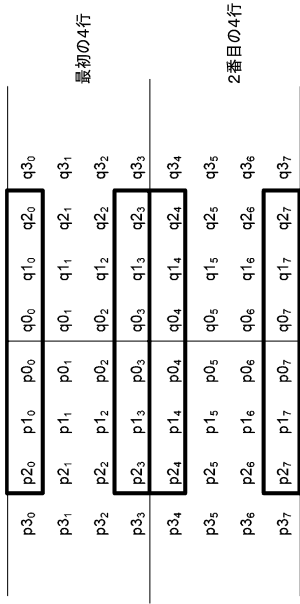 p3₀ p2₀ p1₀ p0₀ q0₀ q1₀ q2₀ q3₀
p3₁ p2₁ p1₁ p0₁ q0₁ q1₁ q2₁ q3₁
p3₂ p2₂ p1₂ p0₂ q0₂ q1₂ q2₂ q3₂
p3₃ p2₃ p1₃ p0₃ q0₃ q1₃ q2₃ q3₃
最初の4行
p3₄ p2₄ p1₄ p0₄ q0₄ q1₄ q2₄ q3₄
p3₅ p2₅ p1₅ p0₅ q0₅ q1₅ q2₅ q3₅
p3₆ p2₆ p1₆ p0₆ q0₆ q1₆ q2₆ q3₆
p3₇ p2₇ p1₇ p0₇ q0₇ q1₇ q2₇ q3₇
2番目の4行